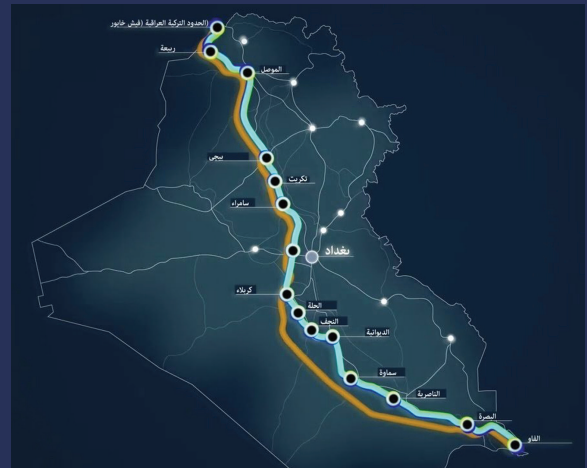 (الحدود التركية العراقية (فيش خابور
ربيعة
الموصل
بيجي
تكريت
سامراء
بغداد
كربلاء
الحلة
النجف
الديوانية
سماوة
الناصرية
البصرة
الفاو